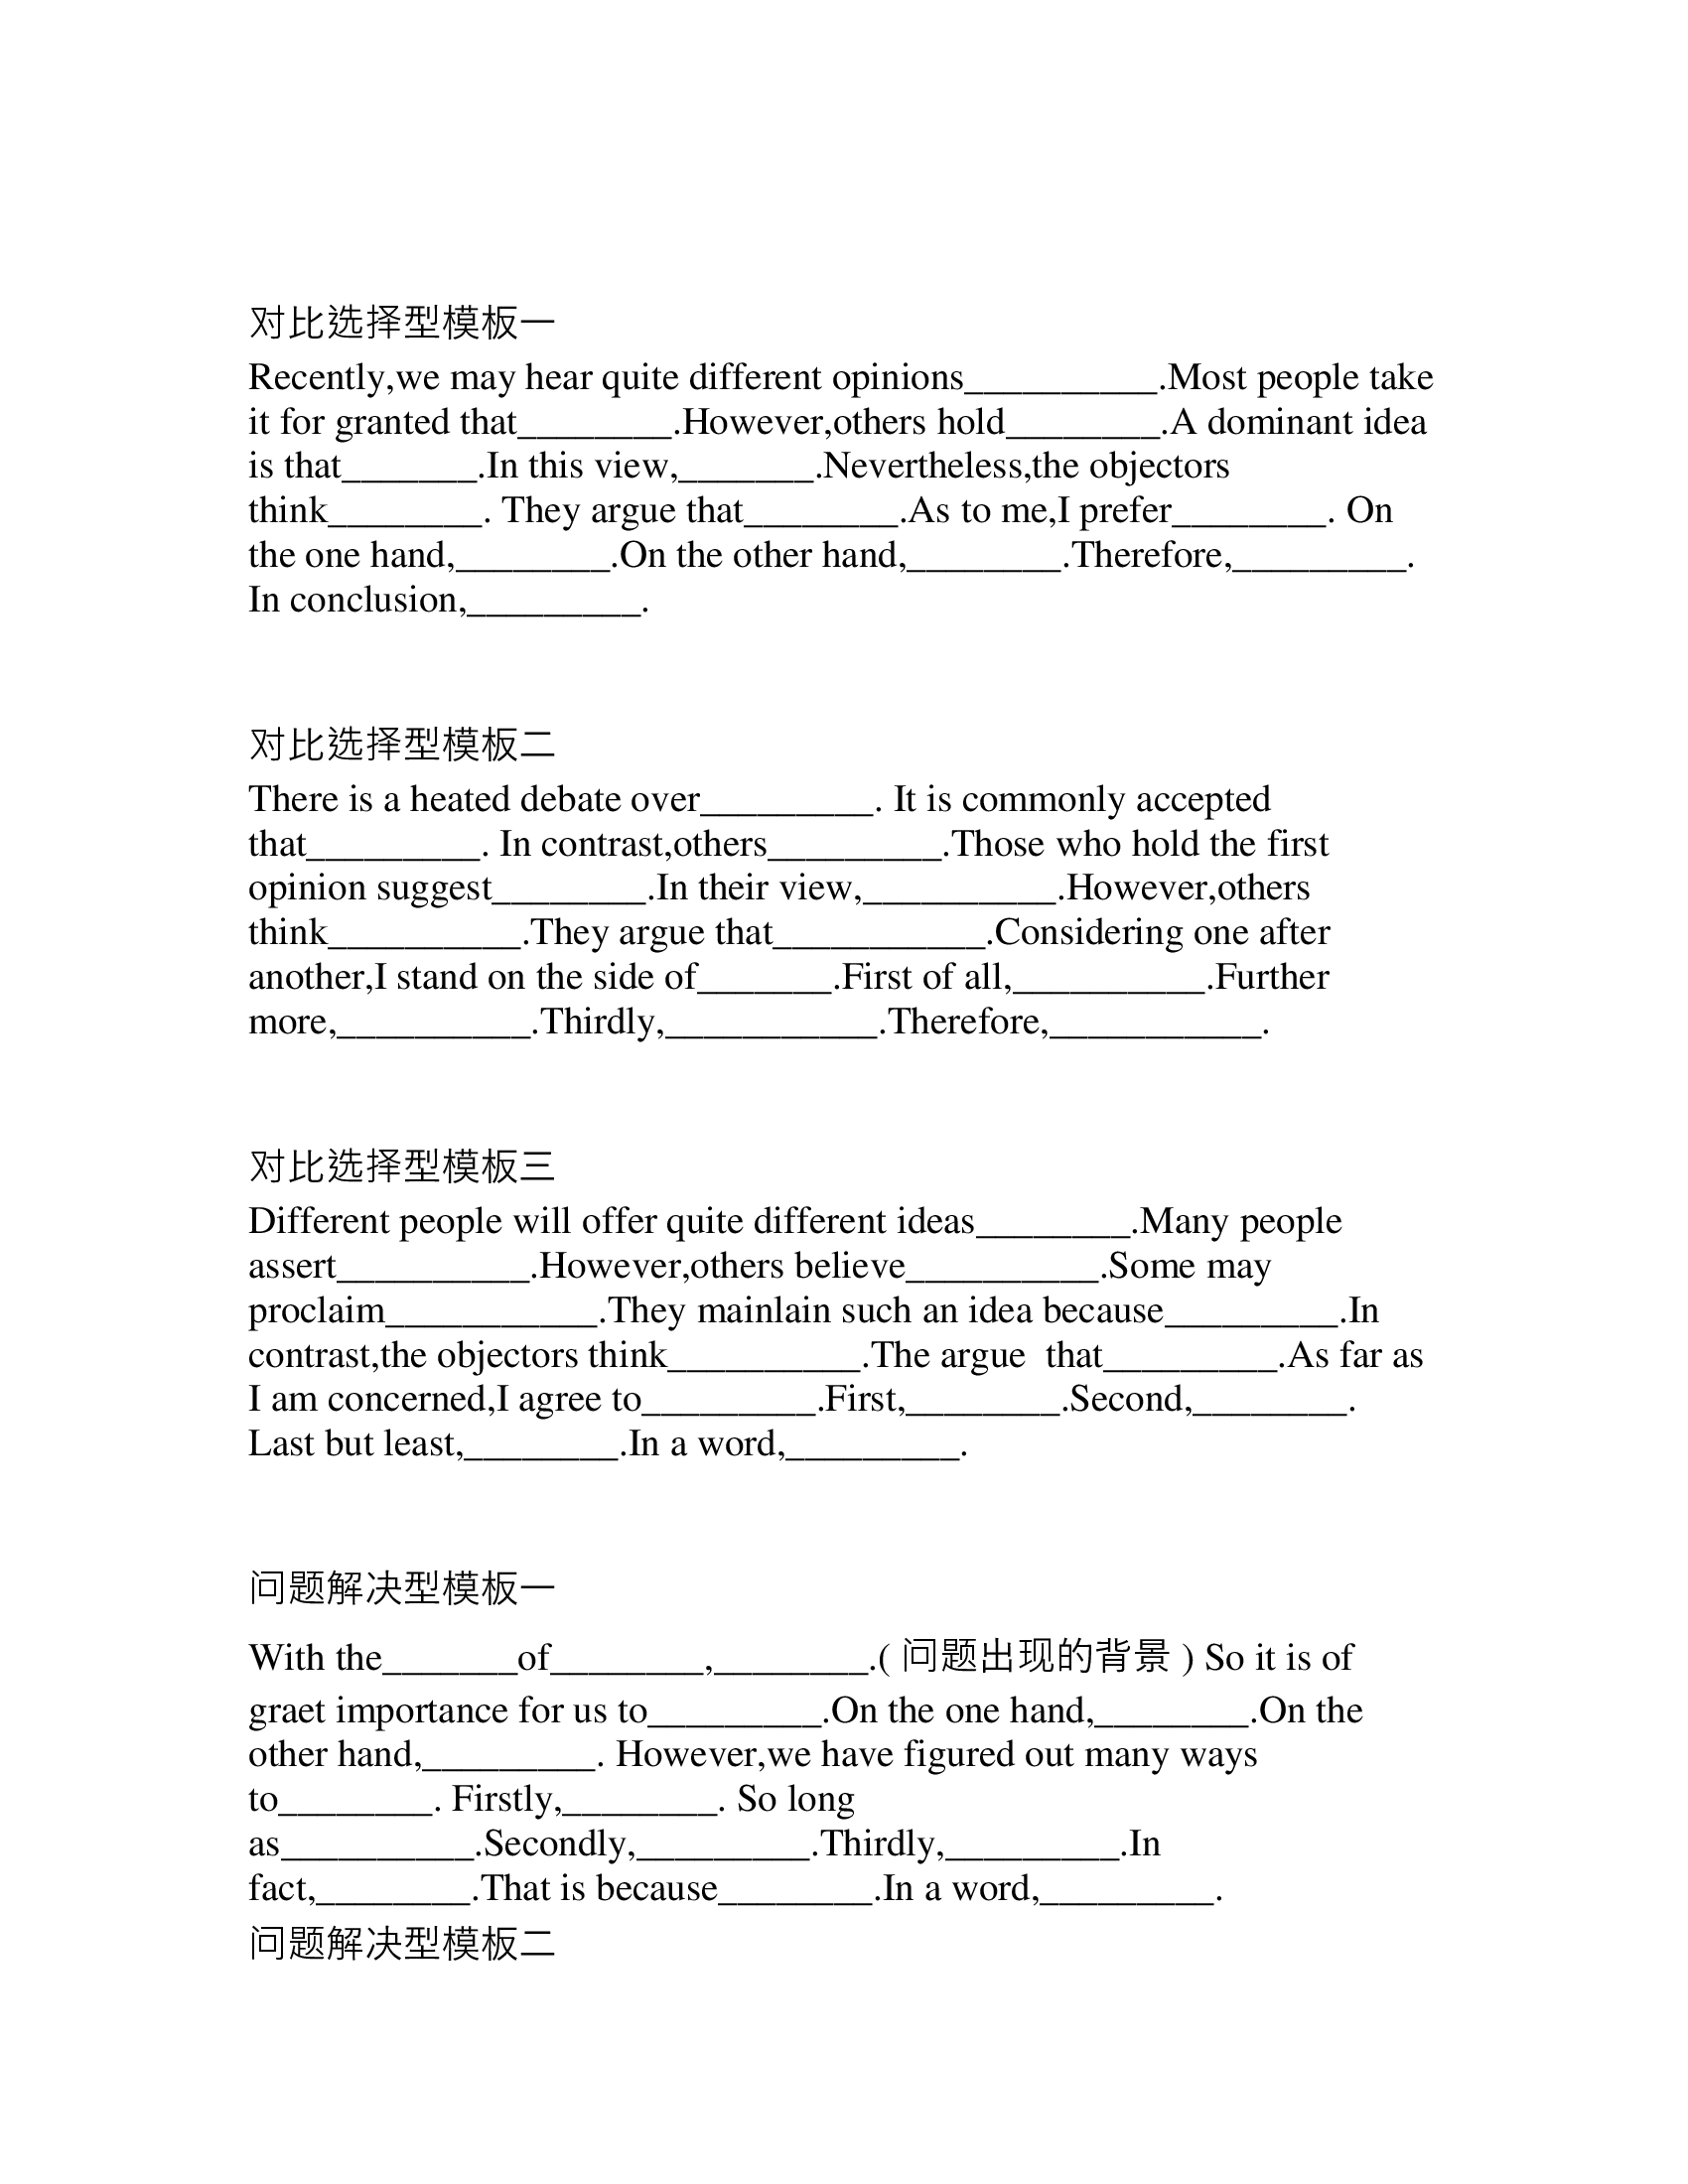 对比选择型模板一
Recently,we may hear quite different opinions__________.Most people take
it for granted that________.However,others hold________.A dominant idea
is that_______.In this view,_______.Nevertheless,the objectors
think________. They argue that________.As to me,I prefer________. On
the one hand,________.On the other hand,________.Therefore,_________.
In conclusion,_________.
对比选择型模板二
There is a heated debate over_________. It is commonly accepted
that_________. In contrast,others_________.Those who hold the first
opinion suggest________.In their view,__________.However,others
think__________.They argue that___________.Considering one after
another,I stand on the side of_______.First of all,__________.Further
more,__________.Thirdly,___________.Therefore,___________.
对比选择型模板三
Different people will offer quite different ideas________.Many people
assert__________.However,others believe__________.Some may
proclaim___________.They mainlain such an idea because_________.In
contrast,the objectors think__________.The argue  that_________.As far as
I am concerned,I agree to_________.First,________.Second,________.
Last but least,________.In a word,_________.
问题解决型模板一
With the_______of________,________.( 问题出现的背景 ) So it is of
graet importance for us to_________.On the one hand,________.On the
other hand,_________. However,we have figured out many ways
to________. Firstly,________. So long
as__________.Secondly,_________.Thirdly,_________.In
fact,________.That is because________.In a word,_________.
问题解决型模板二